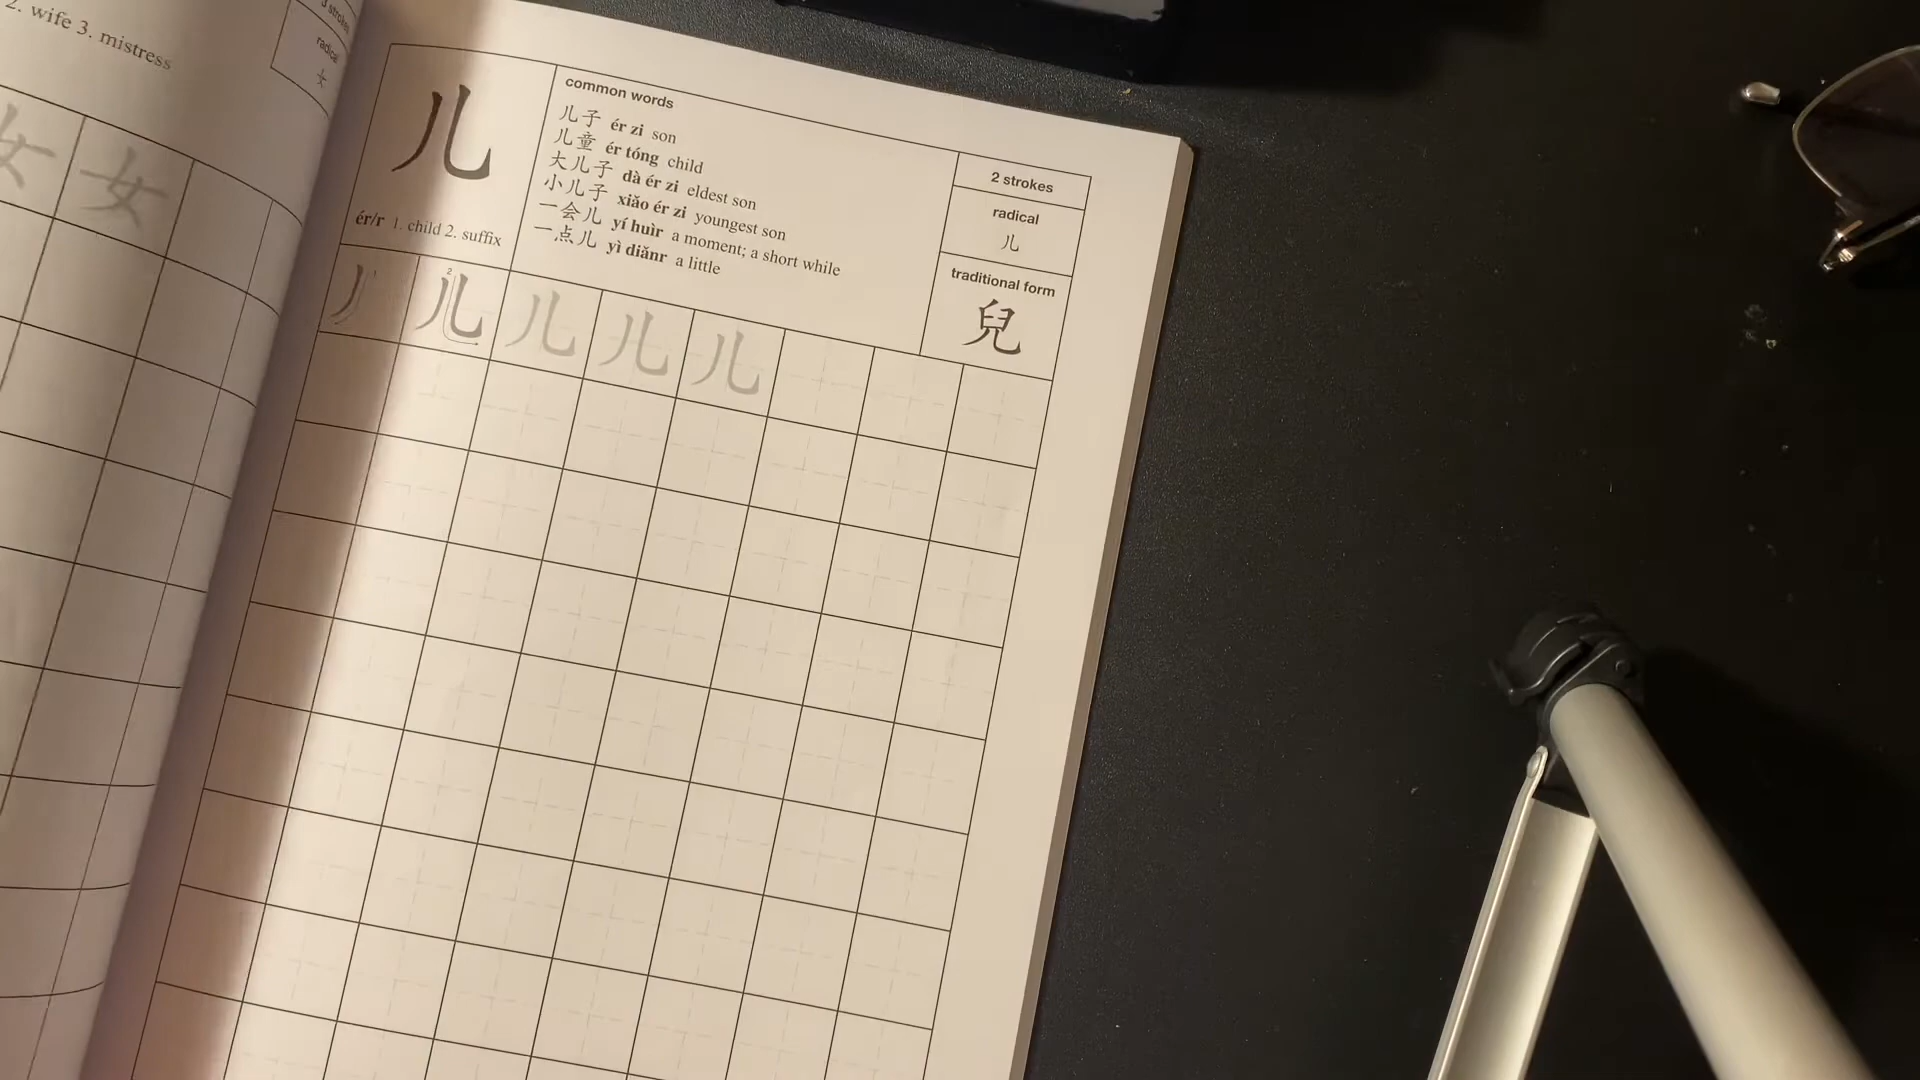 2. wife 3. mistress
3 strokes
radical
女
女
女
儿
ér/r 1. child 2. suffix
common words
儿子 ér zi son
儿童 ér tóng child
大儿子 dà ér zi eldest son
小儿子 xiǎo ér zi youngest son
一会儿 yí huìr a moment; a short while
一点儿 yì diǎnr a little
2 strokes
radical
儿
traditional form
兒
丿 儿 儿 儿 儿